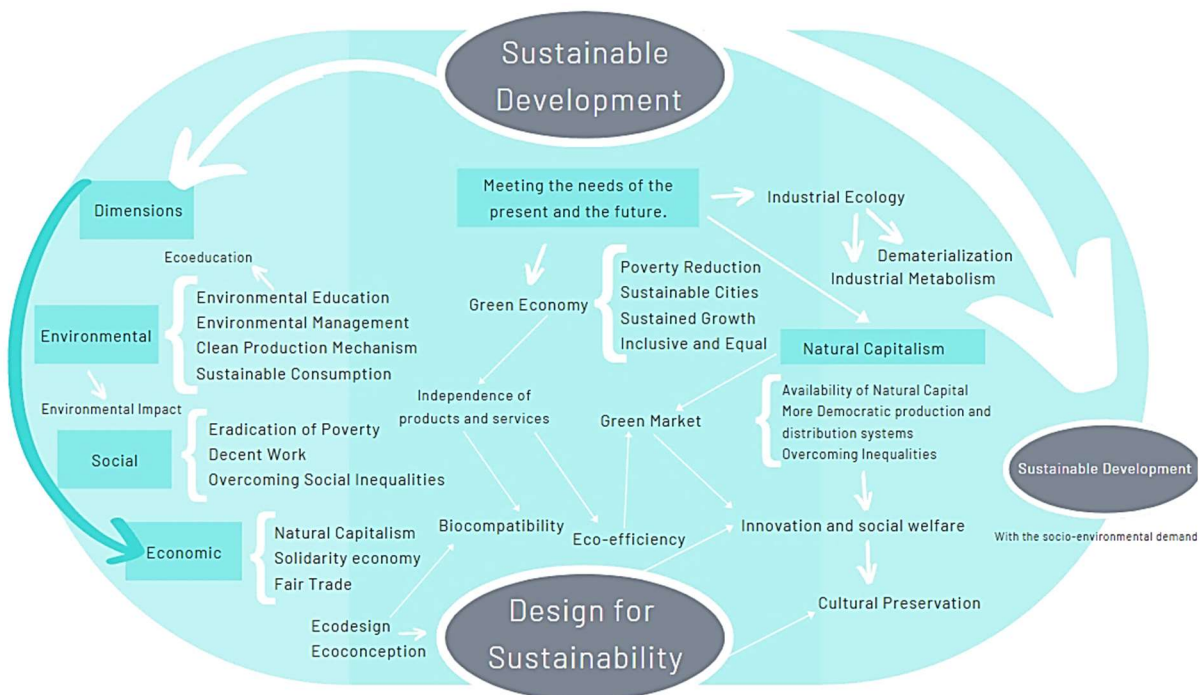 Sustainable
Development
Meeting the needs of the
present and the future.
Industrial Ecology
Dematerialization
Industrial Metabolism
Dimensions
Ecoeducation
Environmental
Environmental Education
Environmental Management
Clean Production Mechanism
Sustainable Consumption
Environmental Impact
Social
Eradication of Poverty
Decent Work
Overcoming Social Inequalities
Economic
Natural Capitalism
Solidarity economy
Fair Trade
Green Economy
Poverty Reduction
Sustainable Cities
Sustained Growth
Inclusive and Equal
Natural Capitalism
Availability of Natural Capital
More Democratic production and
distribution systems
Overcoming Inequalities
Independence of
products and services
Green Market
Biocompatibility
Eco-efficiency
Innovation and social welfare
Cultural Preservation
Sustainable Development
With the socio-environmental demand
Ecodesign
Ecoconception
Design for
Sustainability